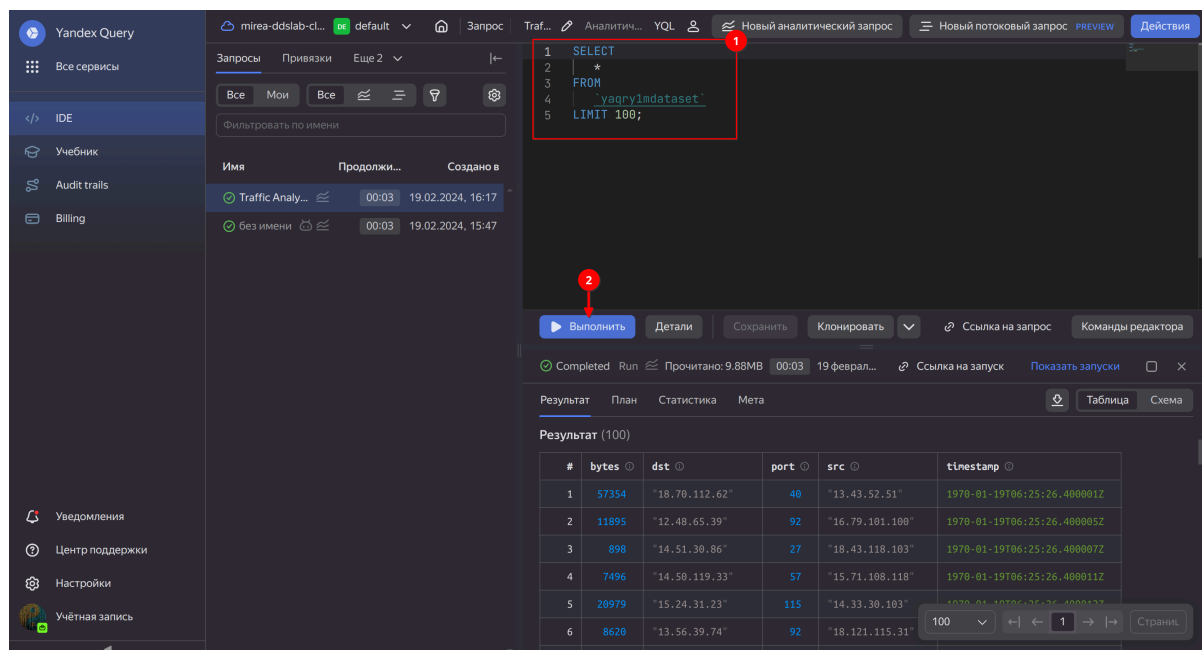 Yandex Query
Все сервисы
IDE
Учебник
Audit trails
Billing
Уведомления
Центр поддержки
Настройки
Учётная запись
mirea-ddslab-cl... DE default Запрос Traf... Аналитич... YQL Новый аналитический запрос Новый потоковый запрос PREVIEW Действия
Запросы Привязки Еще 2
Все Мои Все
Фильтровать по имени
Имя Продолжи... Создано в
Traffic Analy... 00:03 19.02.2024, 16:17
без имени 00:03 19.02.2024, 15:47
1
1 SELECT
2 *
3 FROM
4 `yaqry1mdataset`
5 LIMIT 100;
2
Выполнить Детали Сохранить Клонировать Ссылка на запрос Команды редактора
Completed Run Прочитано: 9.88MB 00:03 19 феврал... Ссылка на запуск Показать запуски
Результат План Статистика Мета Таблица Схема
Результат (100)
# bytes dst port src timestamp
1 57354 "18.70.112.62" 40 "13.43.52.51" 1970-01-19T06:25:26.400001Z
2 11895 "12.48.65.39" 92 "16.79.101.100" 1970-01-19T06:25:26.400005Z
3 898 "14.51.30.86" 27 "18.43.118.103" 1970-01-19T06:25:26.400007Z
4 7496 "14.50.119.33" 57 "15.71.108.118" 1970-01-19T06:25:26.400011Z
5 20979 "15.24.31.23" 115 "14.33.30.103"
6 8620 "13.56.39.74" 92 "18.121.115.31"
100 1 Страниц